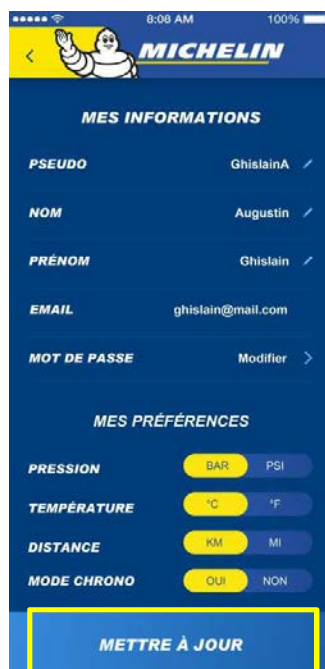 8:08 AM 100%
MICHELIN
MES INFORMATIONS
PSEUDO GhislainA
NOM Augustin
PRÉNOM Ghislain
EMAIL ghislain@mail.com
MOT DE PASSE Modifier
MES PRÉFÉRENCES
PRESSION BAR PSI
TEMPÉRATURE °C °F
DISTANCE KM MI
MODE CHRONO OUI NON
METTRE À JOUR